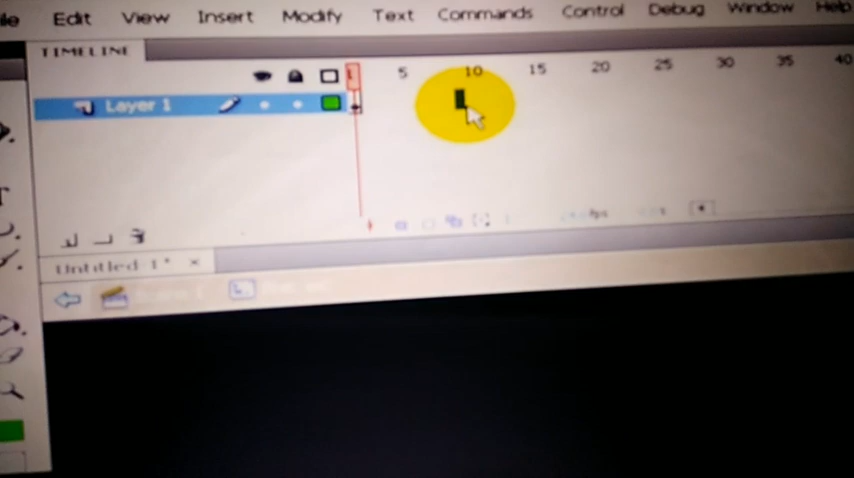 Edit View Insert Modify Text Commands Control Debug Window Help
TIMELINE
1 5 10 15 20 25 30 35 40
Layer 1
fps
Untitled-1* ×